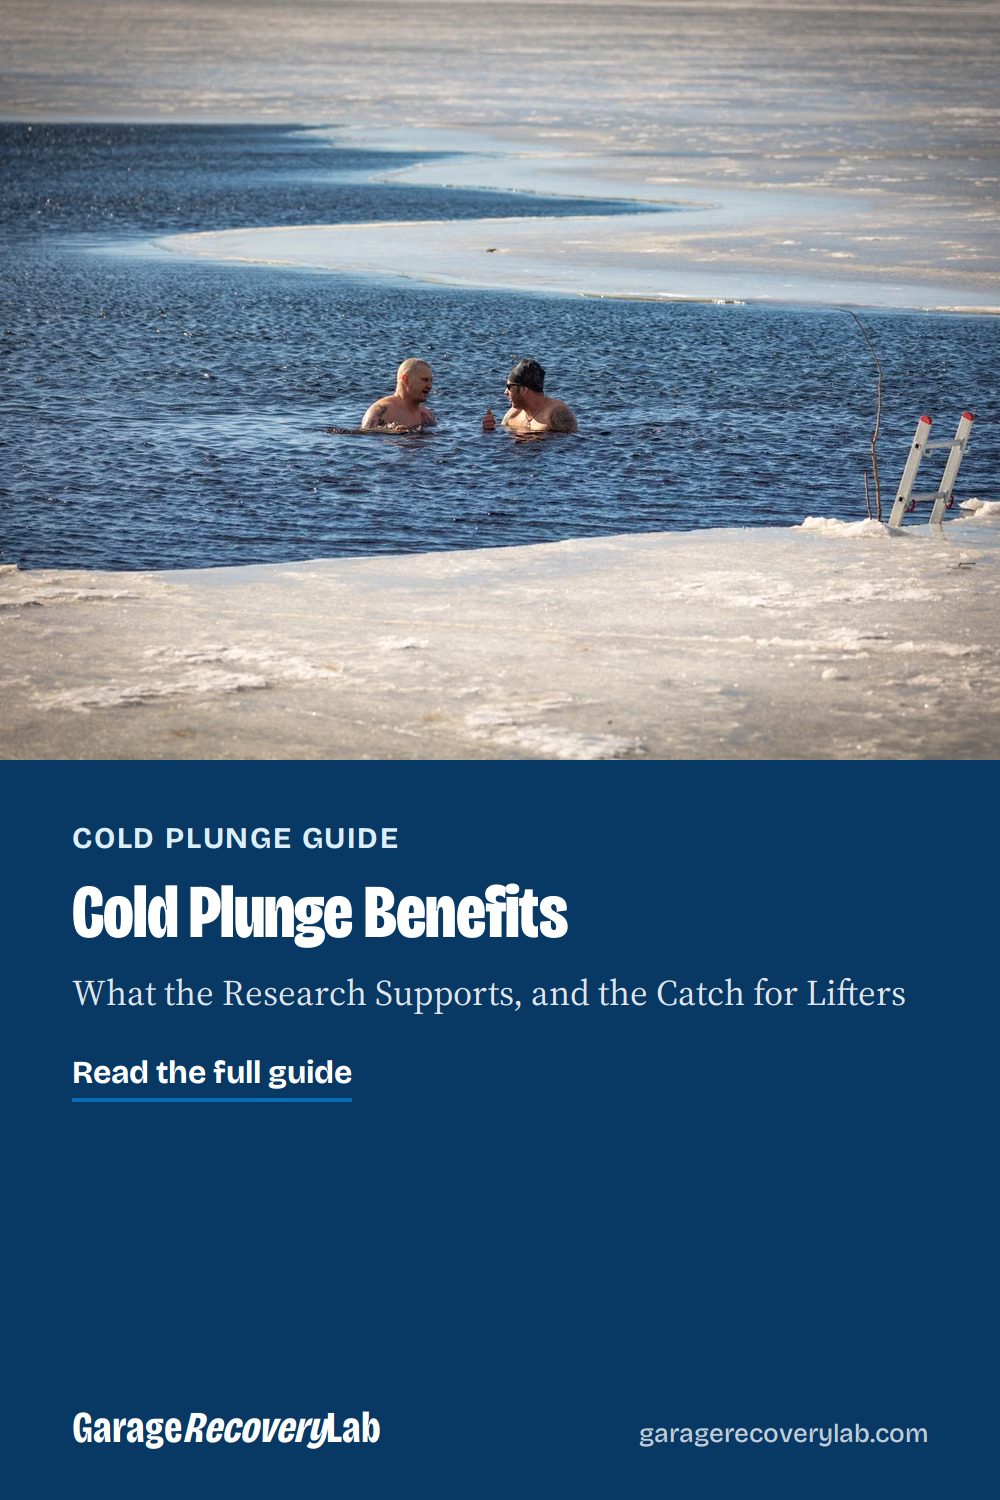 COLD PLUNGE GUIDE
Cold Plunge Benefits
What the Research Supports, and the Catch for Lifters
Read the full guide
GarageRecoveryLab
garagerecoverylab.com